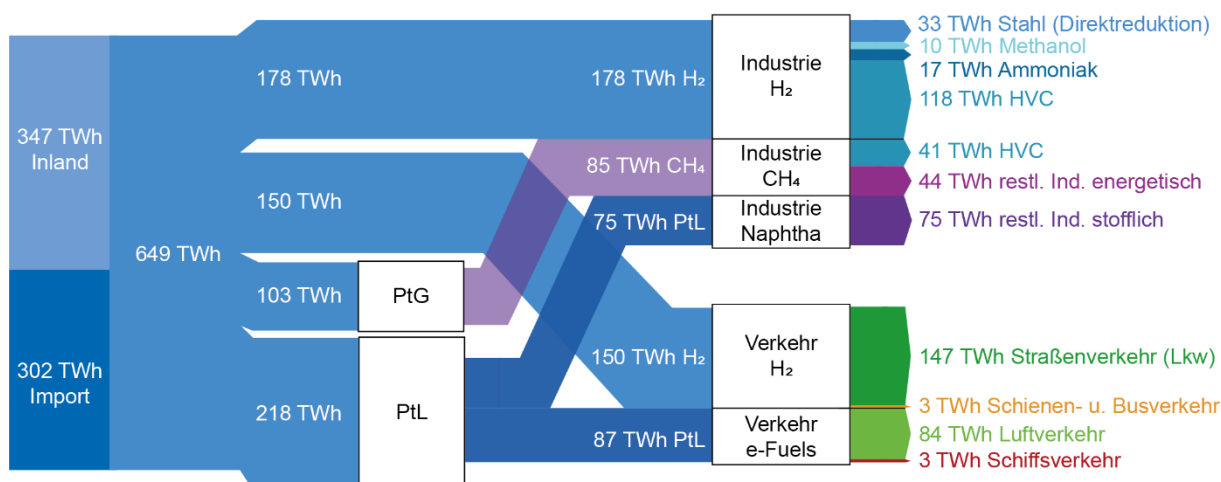 347 TWh
Inland
302 TWh
Import
649 TWh
178 TWh
150 TWh
103 TWh
218 TWh
PtG
PtL
178 TWh H₂
85 TWh CH₄
75 TWh PtL
150 TWh H₂
87 TWh PtL
Industrie
H₂
Industrie
CH₄
Industrie
Naphtha
Verkehr
H₂
Verkehr
e-Fuels
33 TWh Stahl (Direktreduktion)
10 TWh Methanol
17 TWh Ammoniak
118 TWh HVC
41 TWh HVC
44 TWh restl. Ind. energetisch
75 TWh restl. Ind. stofflich
147 TWh Straßenverkehr (Lkw)
3 TWh Schienen- u. Busverkehr
84 TWh Luftverkehr
3 TWh Schiffsverkehr